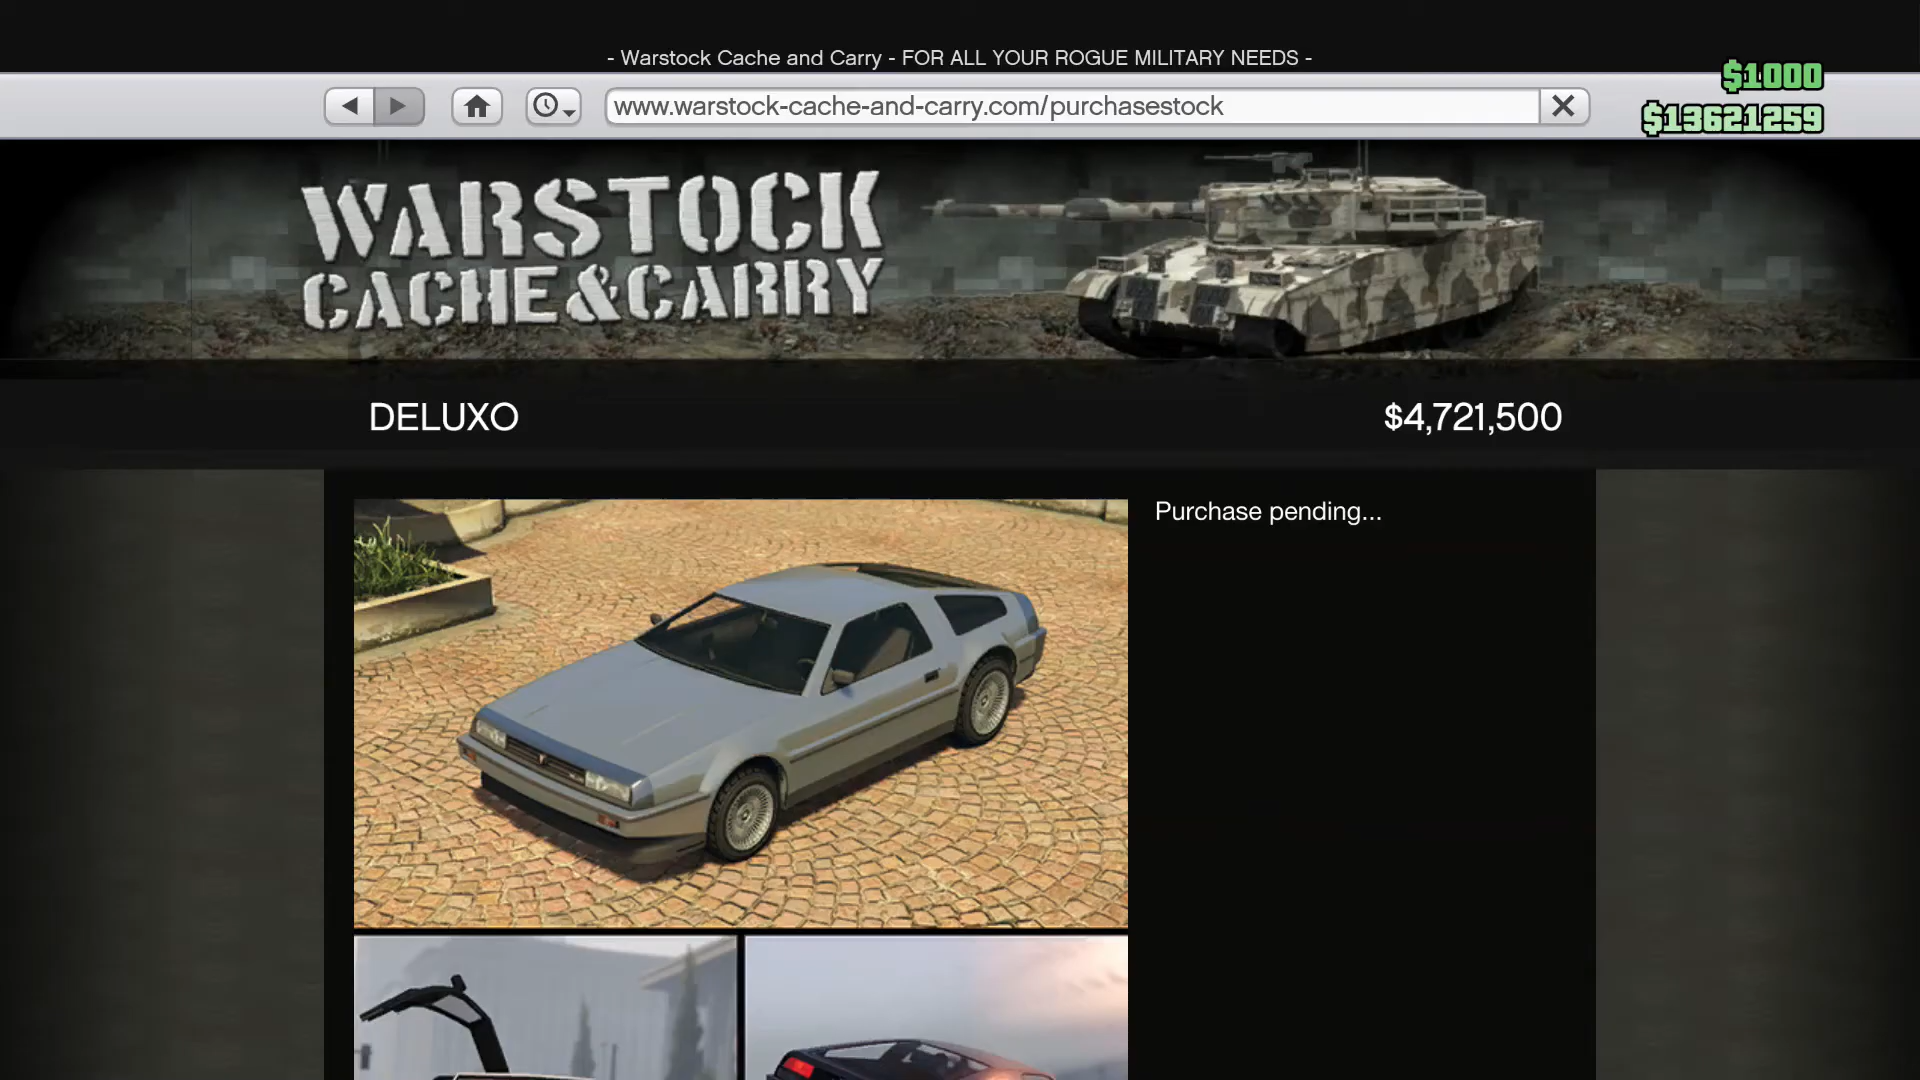 - Warstock Cache and Carry - FOR ALL YOUR ROGUE MILITARY NEEDS -
$1000
www.warstock-cache-and-carry.com/purchasestock
$13621259
WARSTOCK
CACHE&CARRY
DELUXO
$4,721,500
Purchase pending...